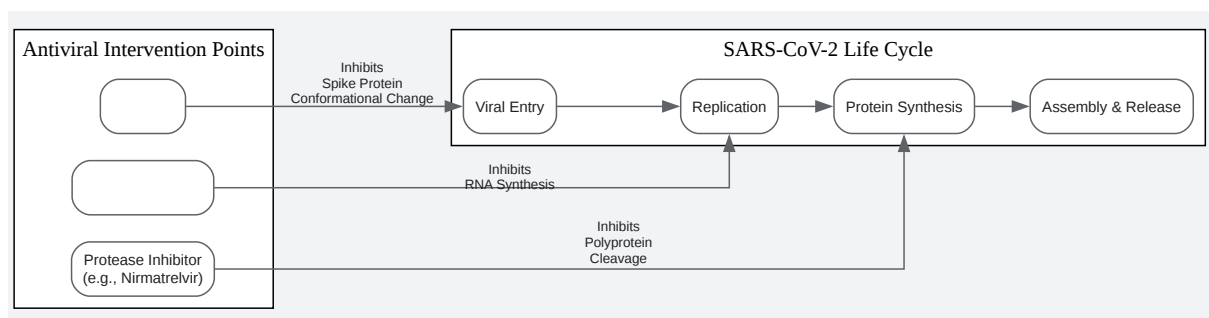 Antiviral Intervention Points
SARS-CoV-2 Life Cycle
Inhibits
Spike Protein
Conformational Change
Viral Entry
Replication
Protein Synthesis
Assembly & Release
Inhibits
RNA Synthesis
Inhibits
Polyprotein
Cleavage
Protease Inhibitor
(e.g., Nirmatrelvir)